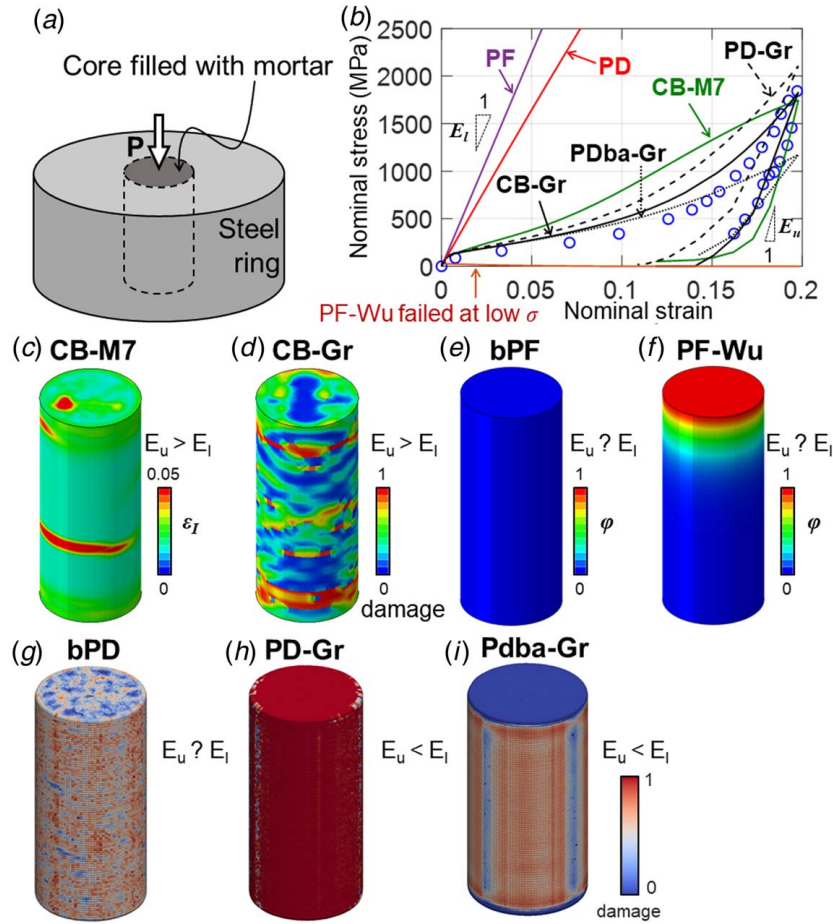 (a)
Core filled with mortar
P
Steel
ring
(b)
Nominal stress (MPa)
2500
2000
1500
1000
500
0
0
0.05
0.1
0.15
0.2
Nominal strain
PF
PD
PD-Gr
CB-M7
PDba-Gr
CB-Gr
1
E_l
E_u
1
PF-Wu failed at low σ
(c)
CB-M7
E_u > E_l
0.05
ε_I
0
(d)
CB-Gr
E_u > E_l
1
0
damage
(e)
bPF
E_u ? E_l
1
φ
0
(f)
PF-Wu
E_u ? E_l
1
φ
0
(g)
bPD
E_u ? E_l
(h)
PD-Gr
E_u < E_l
(i)
Pdba-Gr
E_u < E_l
1
0
damage